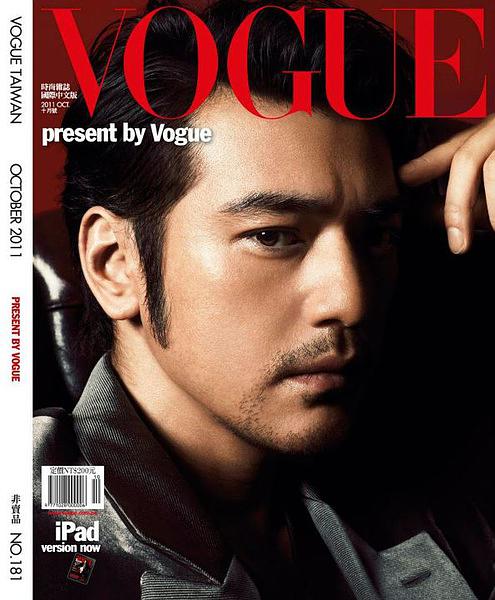 VOGUE TAIWAN
OCTOBER 2011
PRESENT BY VOGUE
非賣品
NO.181
VOGUE
時尚雜誌
國際中文版
2011 OCT.
十月號
present by Vogue
定價NT$200元
10
iPad
version now